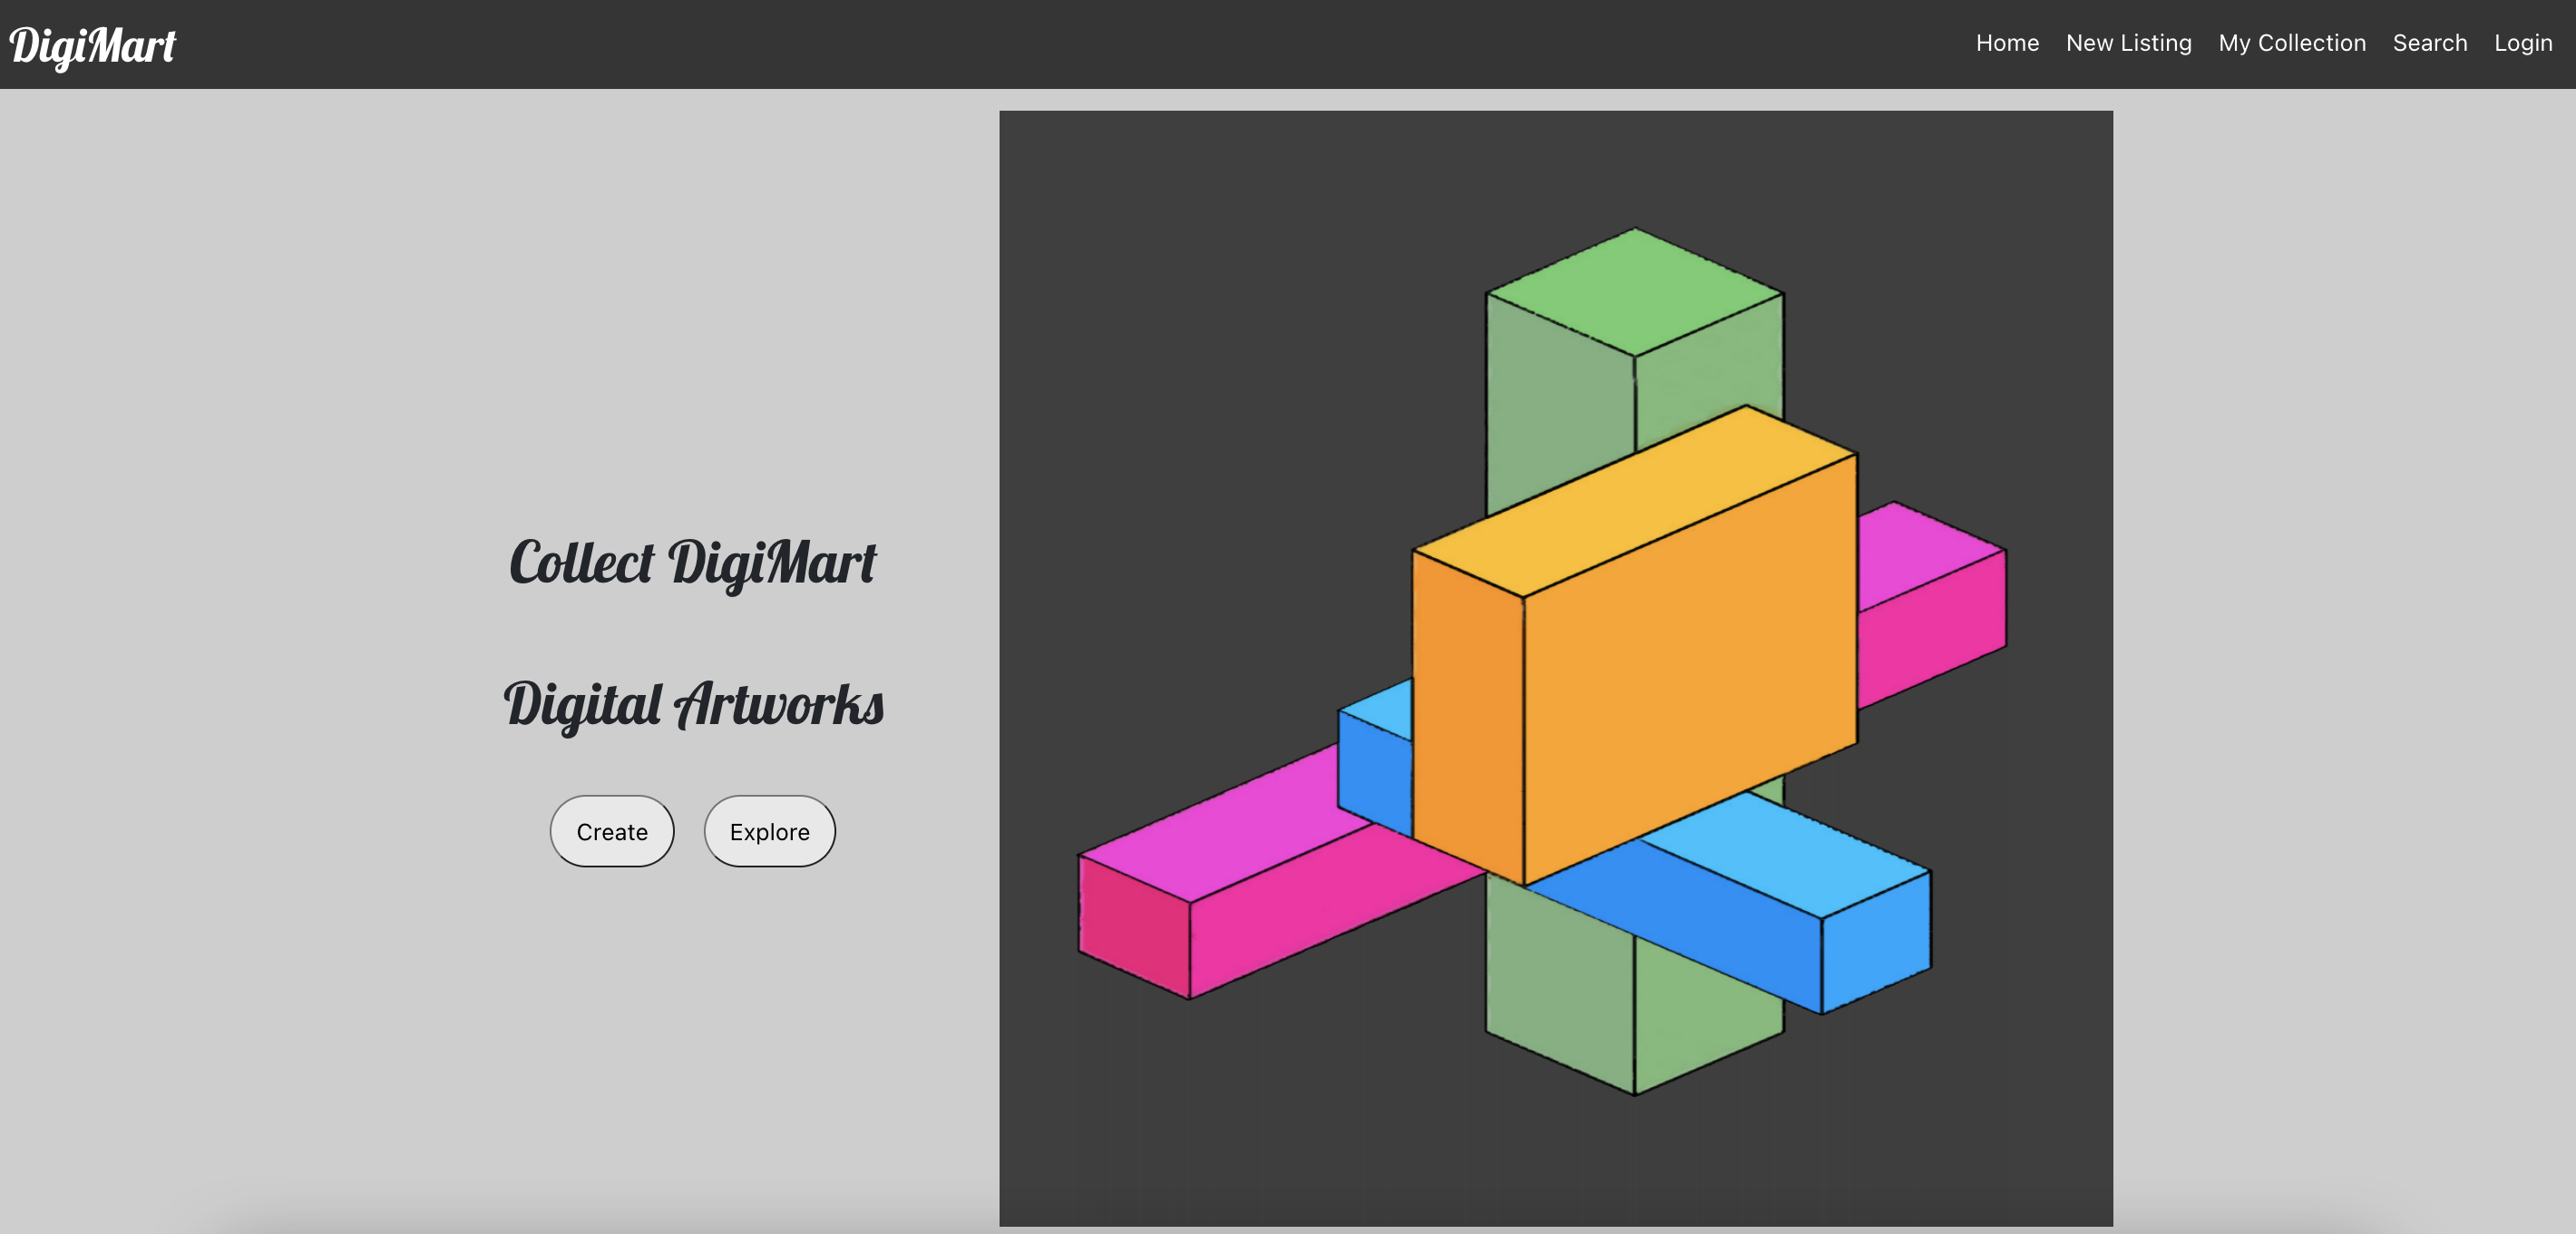 DigiMart
Home New Listing My Collection Search Login
Collect DigiMart
Digital Artworks
Create Explore